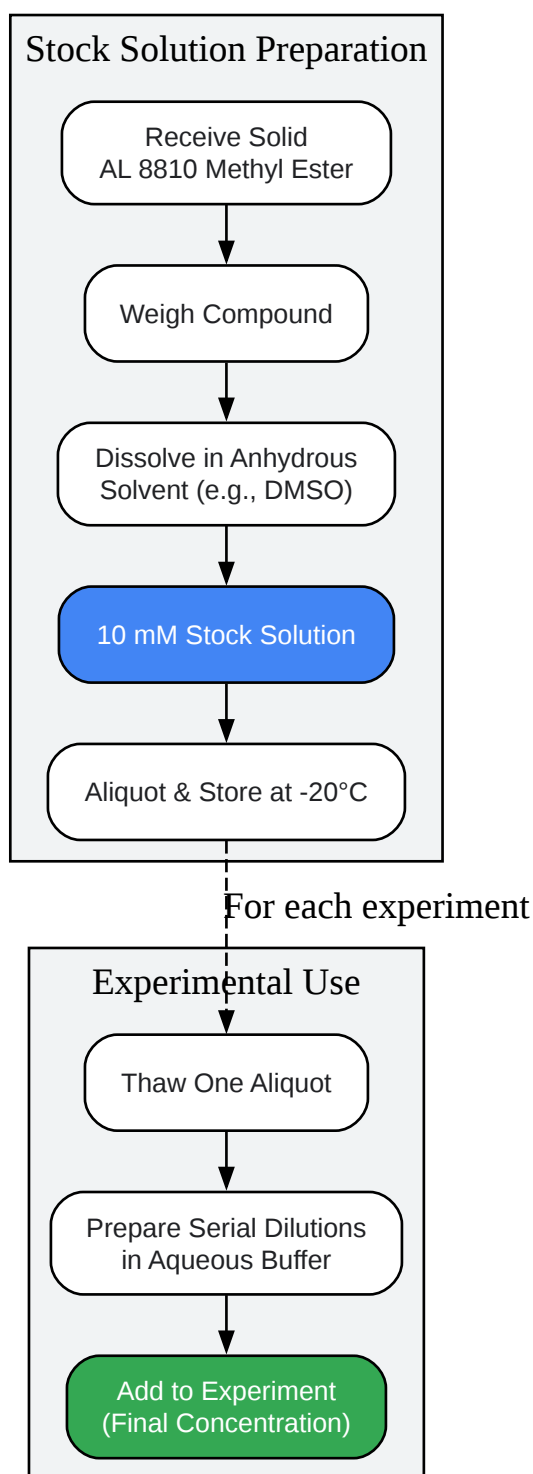 Stock Solution Preparation
Receive Solid
AL 8810 Methyl Ester
Weigh Compound
Dissolve in Anhydrous
Solvent (e.g., DMSO)
10 mM Stock Solution
Aliquot & Store at -20°C
For each experiment
Experimental Use
Thaw One Aliquot
Prepare Serial Dilutions
in Aqueous Buffer
Add to Experiment
(Final Concentration)